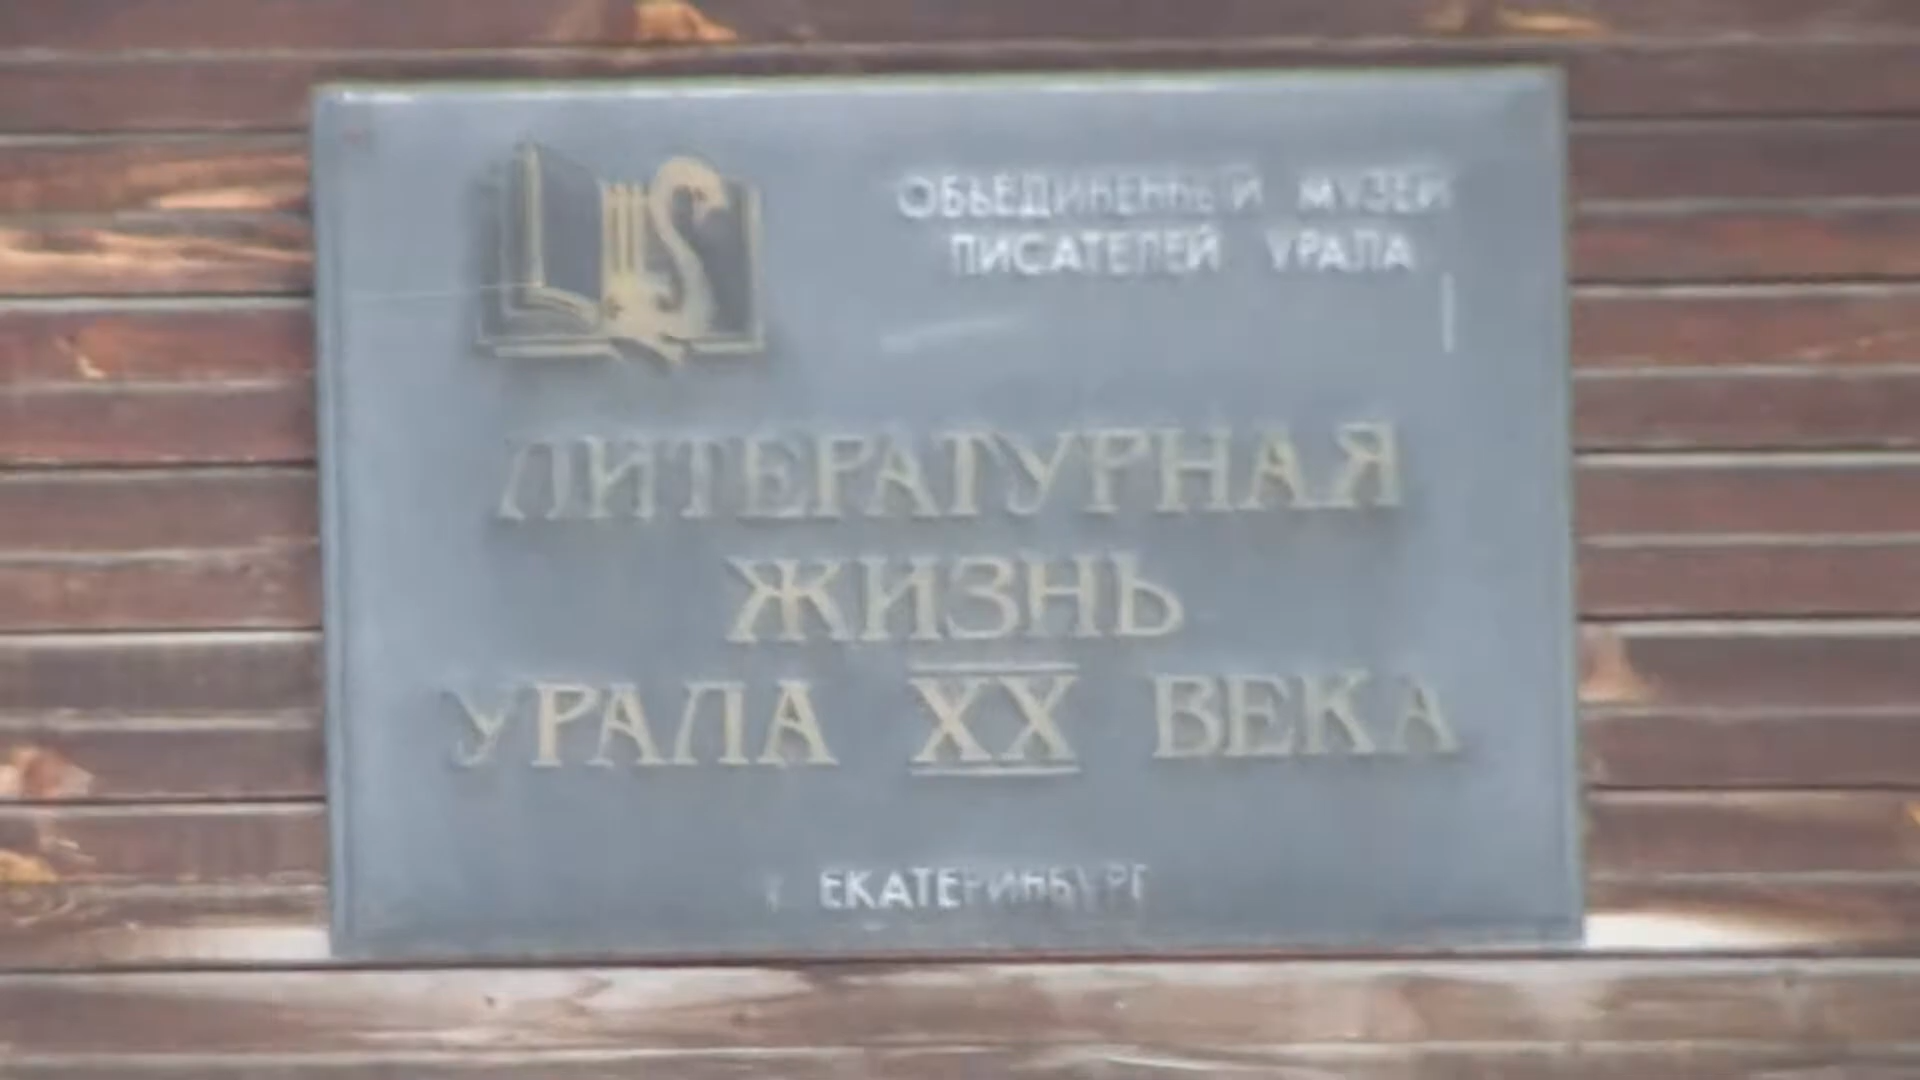 ОБЪЕДИНЕННЫЙ МУЗЕЙ
ПИСАТЕЛЕЙ УРАЛА
ЛИТЕРАТУРНАЯ
ЖИЗНЬ
УРАЛА XX ВЕКА
ЕКАТЕРИНБУРГ